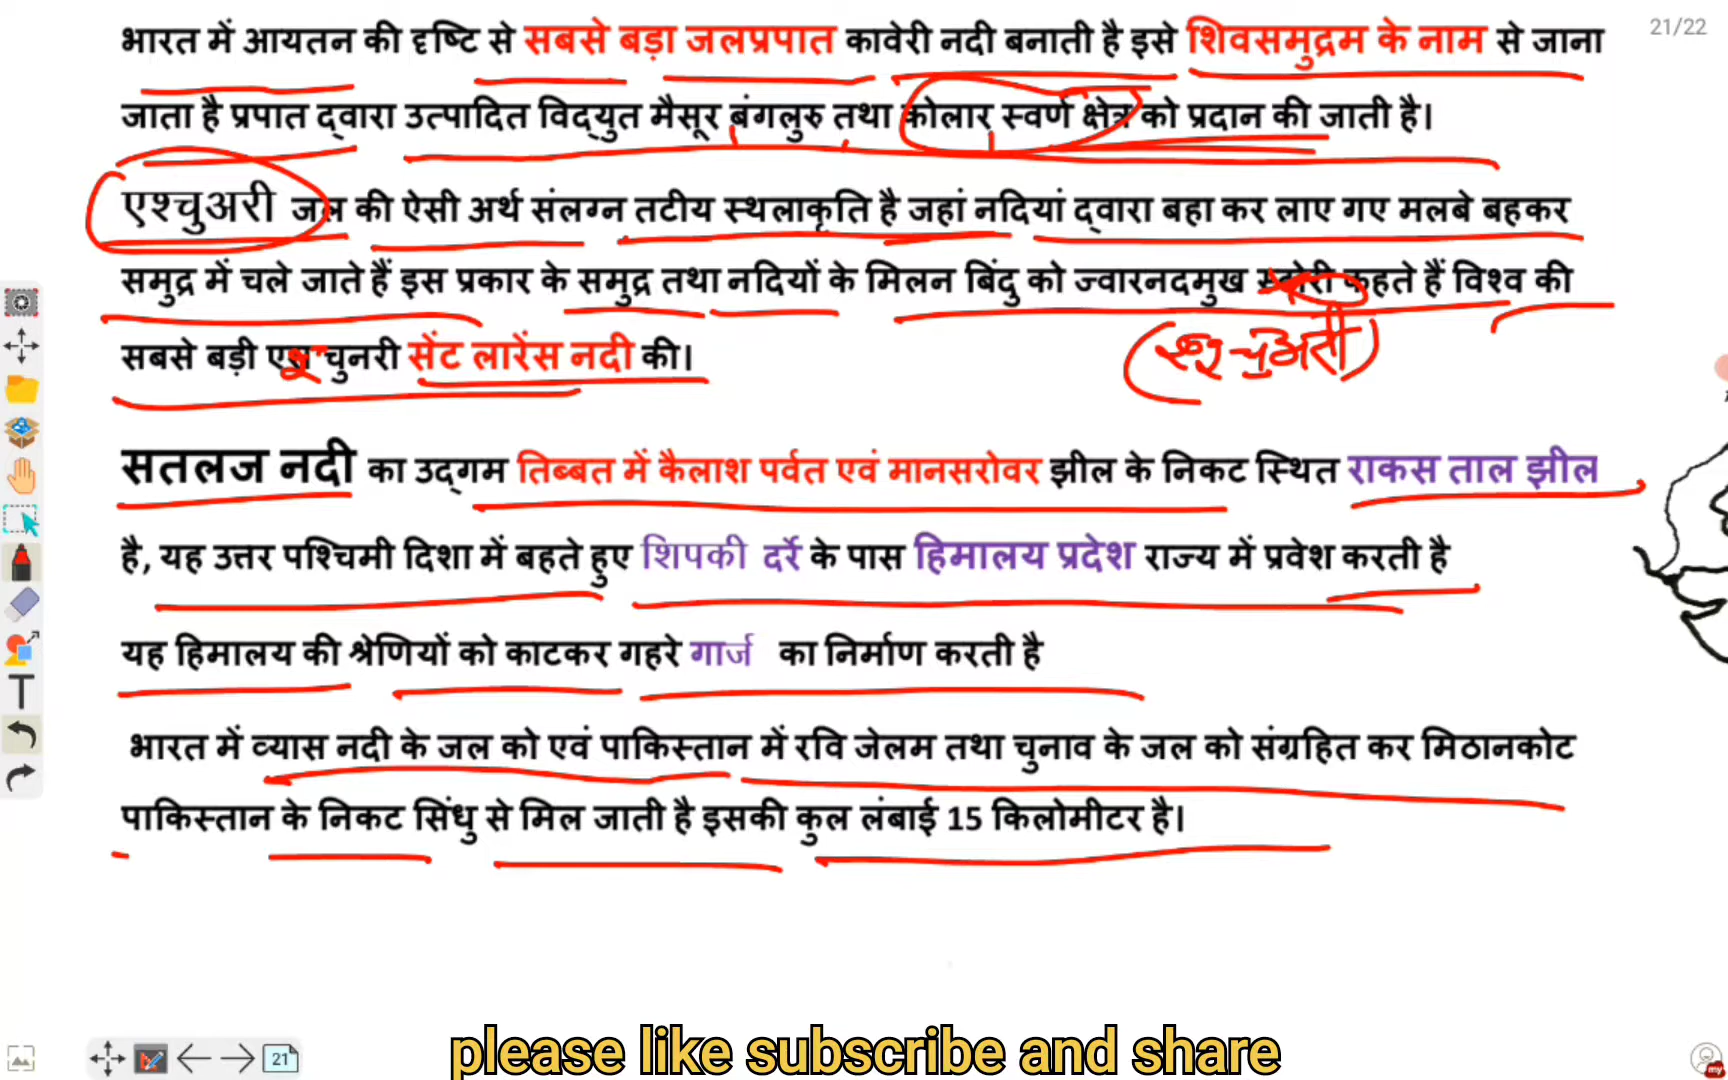 भारत में आयतन की दृष्टि से सबसे बड़ा जलप्रपात कावेरी नदी बनाती है इसे शिवसमुद्रम के नाम से जाना
21/22
जाता है प्रपात द्वारा उत्पादित विद्युत मैसूर बंगलुरु तथा कोलार स्वर्ण क्षेत्र को प्रदान की जाती है।
एश्चुअरी जल की ऐसी अर्थ संलग्न तटीय स्थलाकृति है जहां नदियां द्वारा बहा कर लाए गए मलबे बहकर
समुद्र में चले जाते हैं इस प्रकार के समुद्र तथा नदियों के मिलन बिंदु को ज्वारनदमुख कहते हैं विश्व की
सबसे बड़ी चुनरी सेंट लारेंस नदी की।
सतलज नदी का उद्गम तिब्बत में कैलाश पर्वत एवं मानसरोवर झील के निकट स्थित राकस ताल झील
है, यह उत्तर पश्चिमी दिशा में बहते हुए शिपकी दर्रे के पास हिमालय प्रदेश राज्य में प्रवेश करती है
यह हिमालय की श्रेणियों को काटकर गहरे गार्ज का निर्माण करती है
भारत में व्यास नदी के जल को एवं पाकिस्तान में रवि जेलम तथा चुनाव के जल को संग्रहित कर मिठानकोट
पाकिस्तान के निकट सिंधु से मिल जाती है इसकी कुल लंबाई 15 किलोमीटर है।
T
21
please like subscribe and share
my